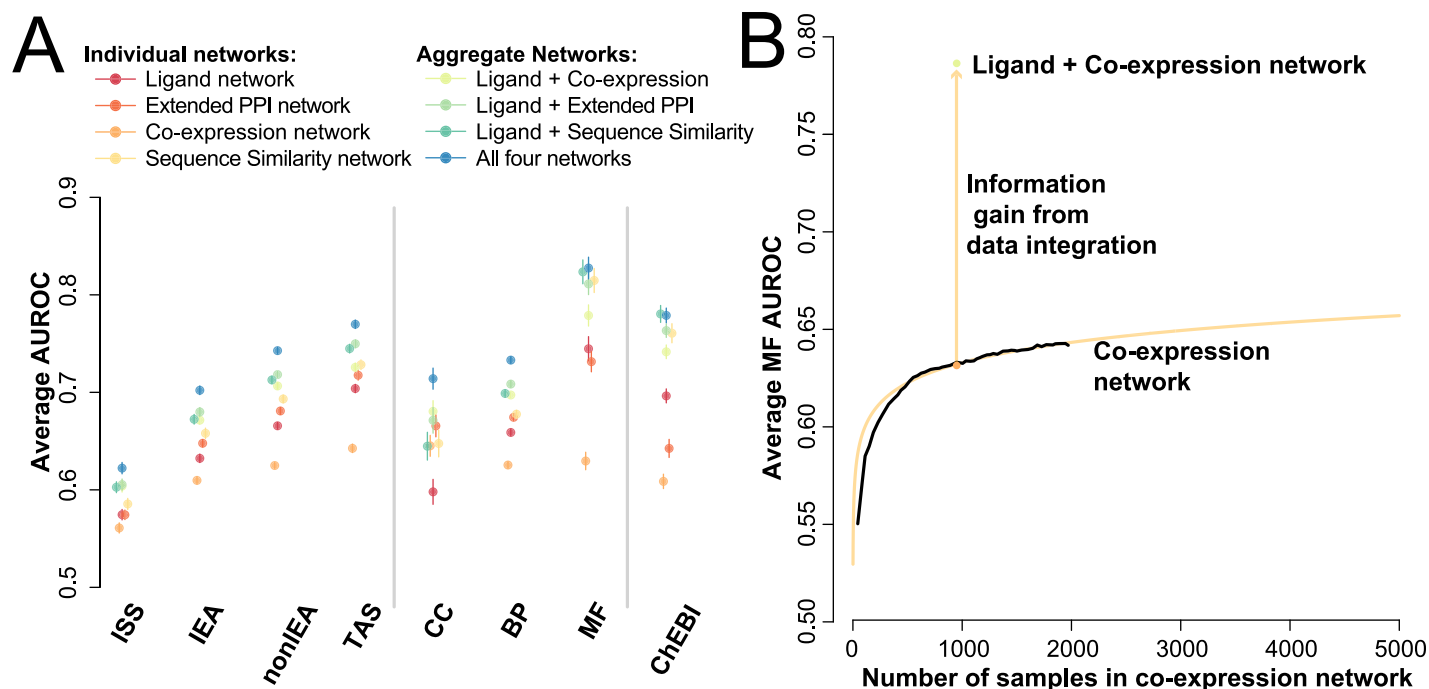 A
Individual networks:
Ligand network
Extended PPI network
Co-expression network
Sequence Similarity network
Aggregate Networks:
Ligand + Co-expression
Ligand + Extended PPI
Ligand + Sequence Similarity
All four networks
Average AUROC
0.9
0.8
0.7
0.6
0.5
ISS
IEA
nonIEA
TAS
CC
BP
MF
ChEBI
B
Average MF AUROC
0.80
0.75
0.70
0.65
0.60
0.55
0.50
Ligand + Co-expression network
Information
gain from
data integration
Co-expression
network
0
1000
2000
3000
4000
5000
Number of samples in co-expression network